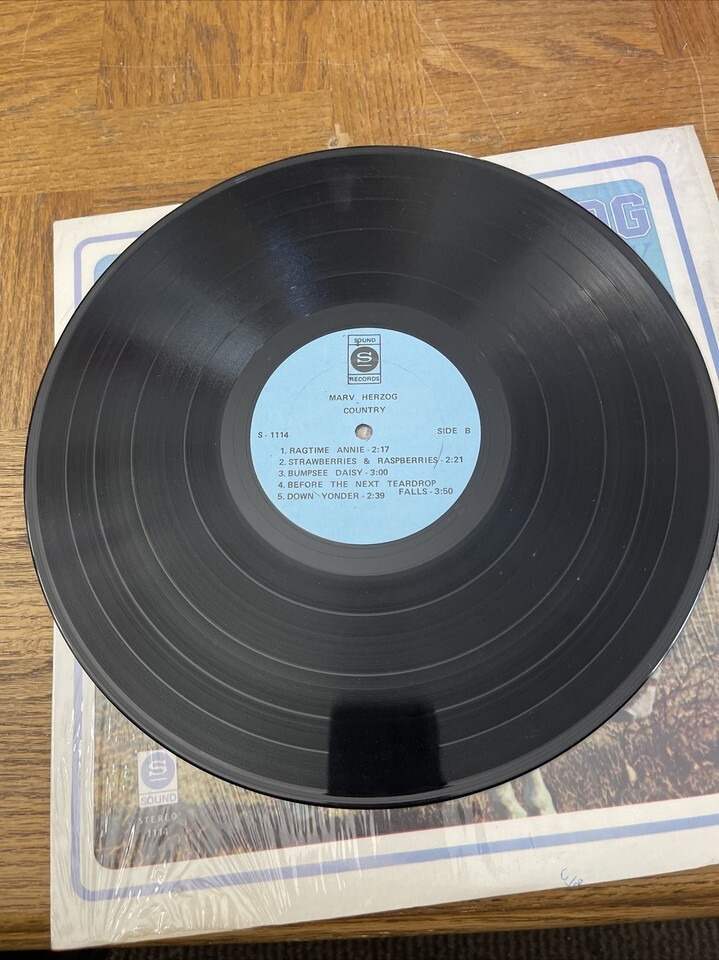 OG
SOUND
S
RECORDS
MARV HERZOG
COUNTRY
S - 1114 SIDE B
1. RAGTIME ANNIE - 2:17
2. STRAWBERRIES & RASPBERRIES - 2:21
3. BUMPSEE DAISY - 3:00
4. BEFORE THE NEXT TEARDROP
FALLS - 3:50
5. DOWN YONDER - 2:39
S
SOUND
STEREO
1114